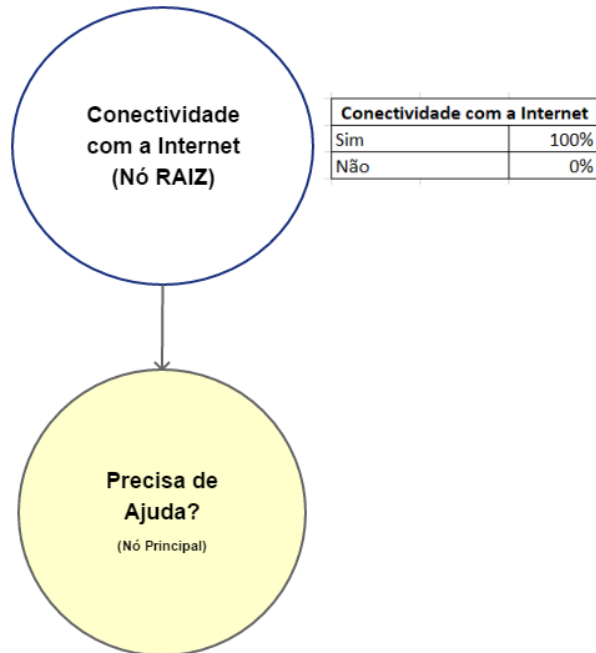 Conectividade
com a Internet
(Nó RAIZ)
Conectividade com a Internet
Sim 100%
Não 0%
Precisa de
Ajuda?
(Nó Principal)